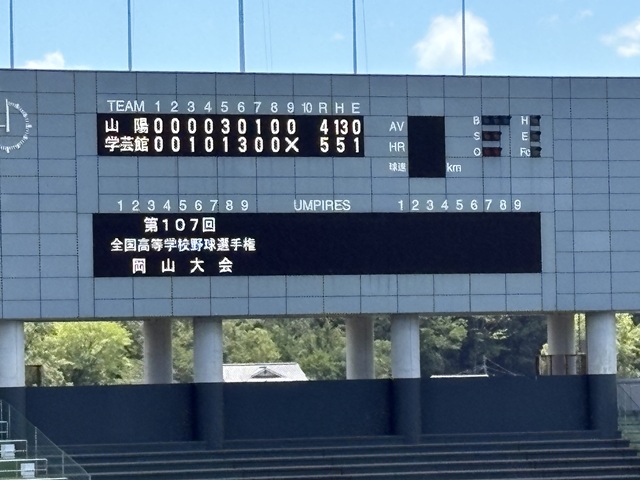 TEAM 1 2 3 4 5 6 7 8 9 10 R H E
山陽 0 0 0 0 3 0 1 0 0 4 13 0
学芸館 0 0 1 0 1 3 0 0 X 5 5 1
AV
HR
球速 km
B H
S E
O Fc
1 2 3 4 5 6 7 8 9 UMPIRES 1 2 3 4 5 6 7 8 9
第107回
全国高等学校野球選手権
岡山大会